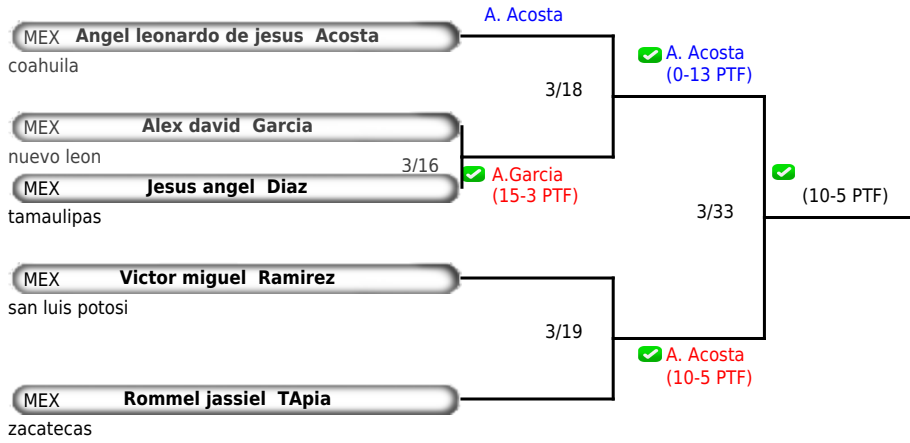 A. Acosta
MEX Angel leonardo de jesus Acosta
coahuila
A. Acosta
(0-13 PTF)
3/18
MEX Alex david Garcia
nuevo leon
3/16
A.Garcia
(15-3 PTF)
MEX Jesus angel Diaz
tamaulipas
(10-5 PTF)
3/33
MEX Victor miguel Ramirez
san luis potosi
3/19
A. Acosta
(10-5 PTF)
MEX Rommel jassiel TApia
zacatecas